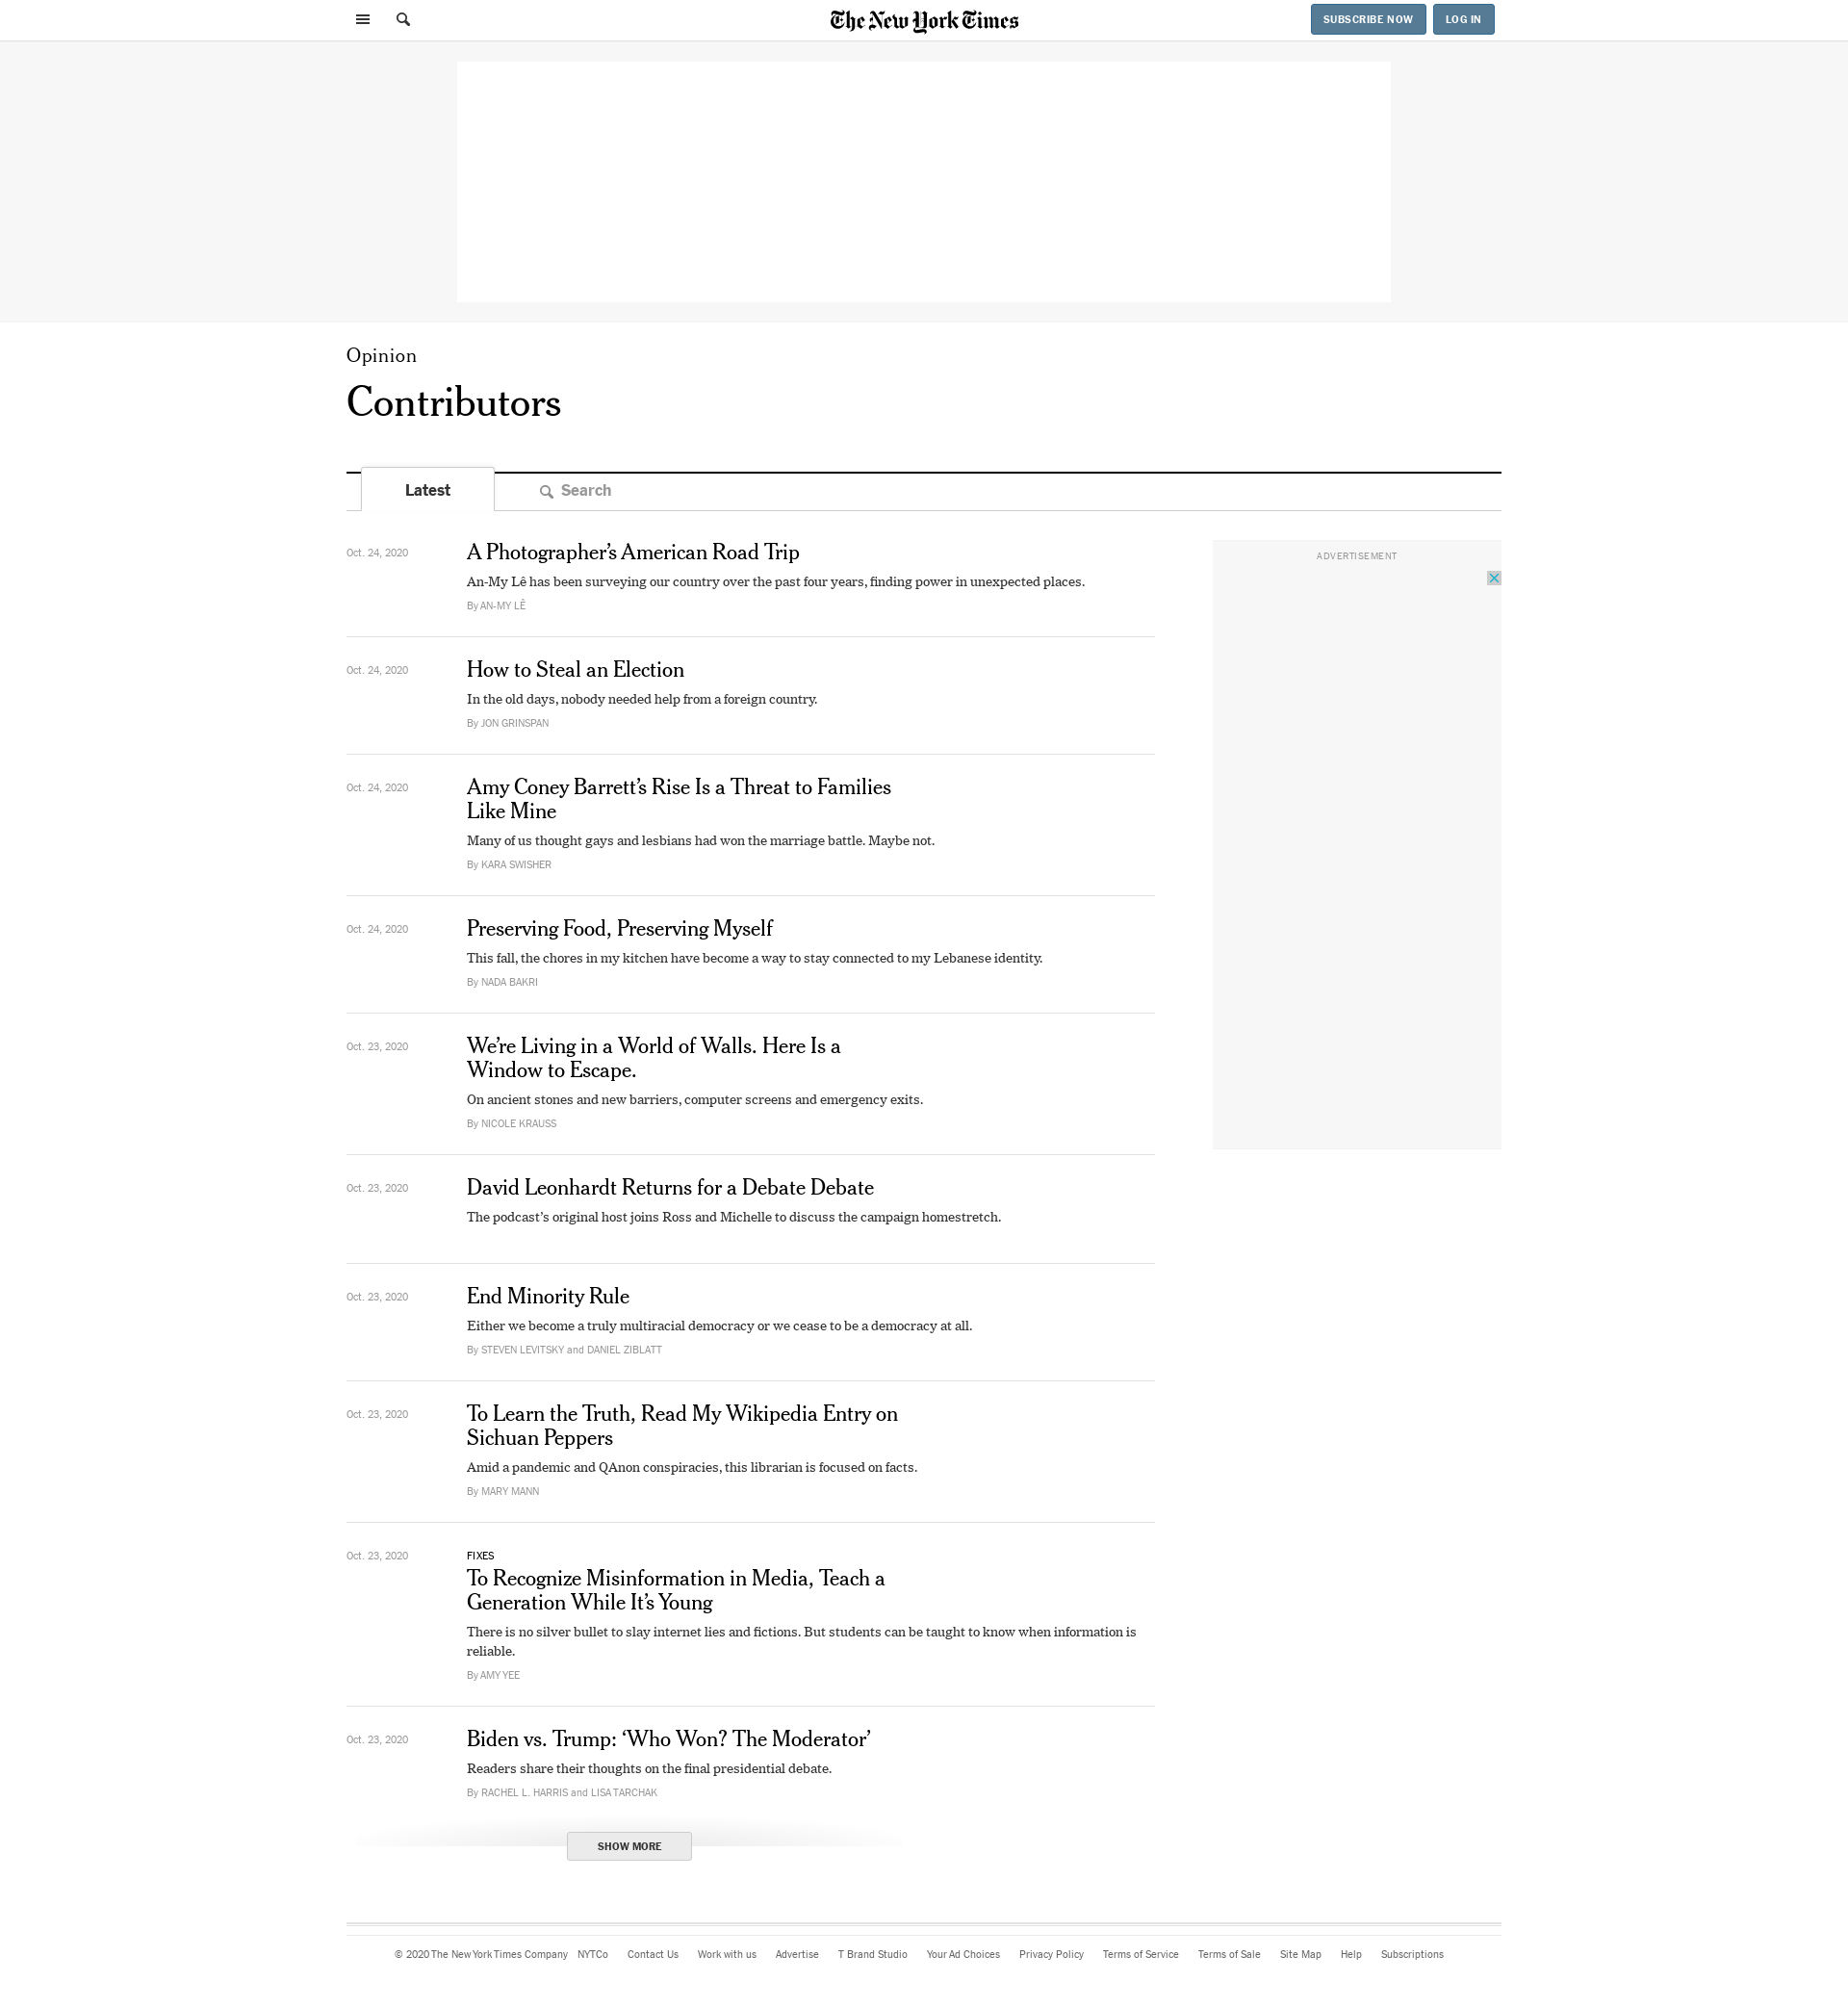 The New York Times
SUBSCRIBE NOW
LOG IN
Opinion
Contributors
Latest
Search
Oct. 24, 2020
A Photographer’s American Road Trip
An-My Lê has been surveying our country over the past four years, finding power in unexpected places.
By AN-MY LÊ
ADVERTISEMENT
Oct. 24, 2020
How to Steal an Election
In the old days, nobody needed help from a foreign country.
By JON GRINSPAN
Oct. 24, 2020
Amy Coney Barrett’s Rise Is a Threat to Families
Like Mine
Many of us thought gays and lesbians had won the marriage battle. Maybe not.
By KARA SWISHER
Oct. 24, 2020
Preserving Food, Preserving Myself
This fall, the chores in my kitchen have become a way to stay connected to my Lebanese identity.
By NADA BAKRI
Oct. 23, 2020
We’re Living in a World of Walls. Here Is a
Window to Escape.
On ancient stones and new barriers, computer screens and emergency exits.
By NICOLE KRAUSS
Oct. 23, 2020
David Leonhardt Returns for a Debate Debate
The podcast’s original host joins Ross and Michelle to discuss the campaign homestretch.
Oct. 23, 2020
End Minority Rule
Either we become a truly multiracial democracy or we cease to be a democracy at all.
By STEVEN LEVITSKY and DANIEL ZIBLATT
Oct. 23, 2020
To Learn the Truth, Read My Wikipedia Entry on
Sichuan Peppers
Amid a pandemic and QAnon conspiracies, this librarian is focused on facts.
By MARY MANN
Oct. 23, 2020
FIXES
To Recognize Misinformation in Media, Teach a
Generation While It’s Young
There is no silver bullet to slay internet lies and fictions. But students can be taught to know when information is
reliable.
By AMY YEE
Oct. 23, 2020
Biden vs. Trump: ‘Who Won? The Moderator’
Readers share their thoughts on the final presidential debate.
By RACHEL L. HARRIS and LISA TARCHAK
SHOW MORE
© 2020 The New York Times Company NYTCo Contact Us Work with us Advertise T Brand Studio Your Ad Choices Privacy Policy Terms of Service Terms of Sale Site Map Help Subscriptions